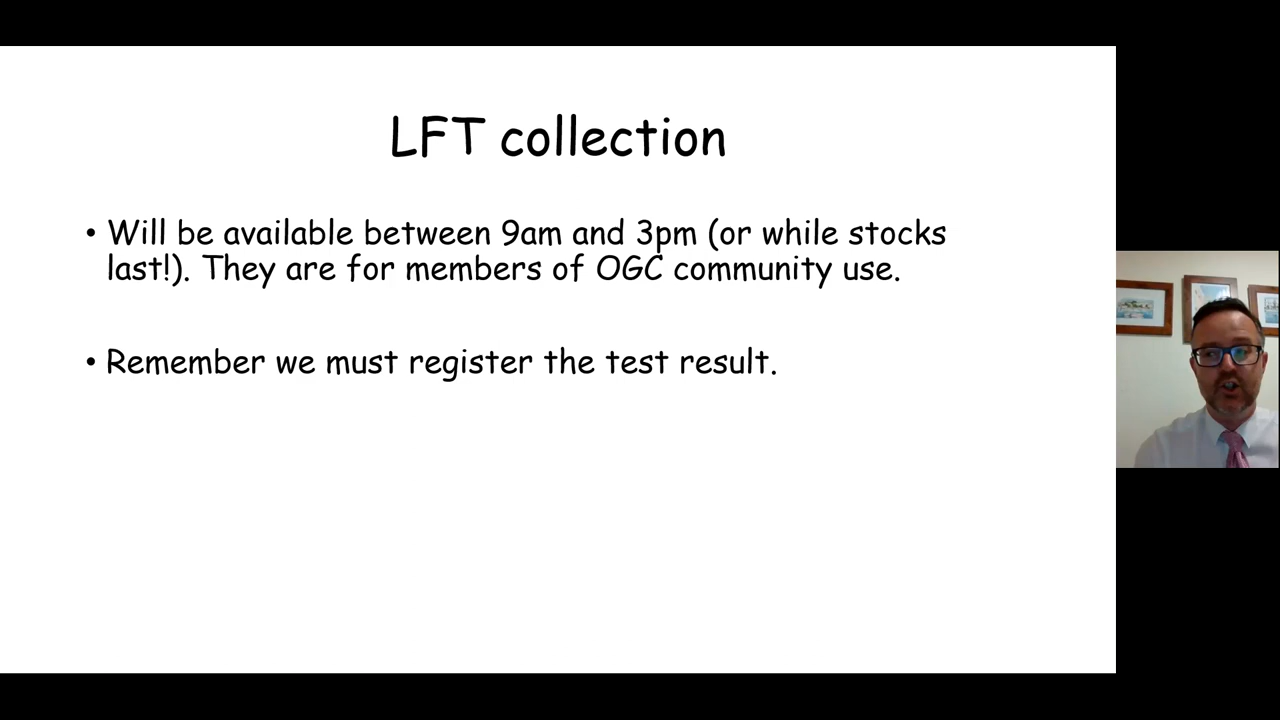 LFT collection
• Will be available between 9am and 3pm (or while stocks
last!). They are for members of OGC community use.
• Remember we must register the test result.